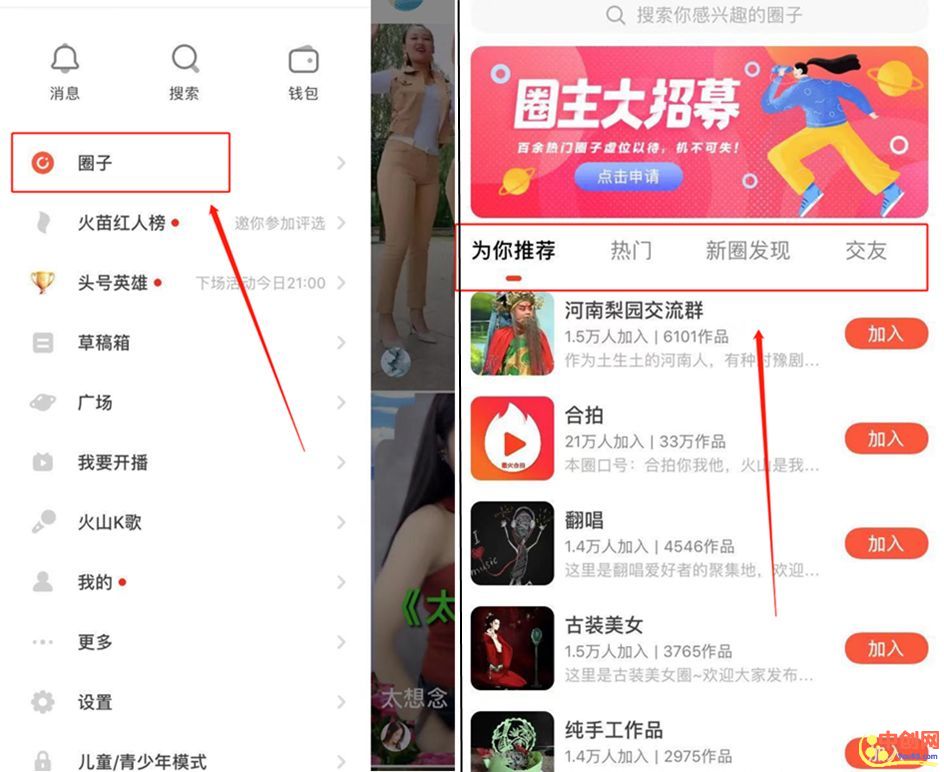 消息
搜索
钱包
圈子
火苗红人榜
邀你参加评选
头号英雄
下场活动今日21:00
草稿箱
广场
我要开播
火山K歌
我的
更多
设置
儿童/青少年模式
《太
太想念
搜索你感兴趣的圈子
圈主大招募
百余热门圈子虚位以待，机不可失！
点击申请
为你推荐
热门
新圈发现
交友
河南梨园交流群
1.5万人加入 | 6101作品
作为土生土长的河南人，有种对豫剧...
加入
合拍
21万人加入 | 33万作品
本圈口号：合拍你我他，火山是我...
加入
翻唱
1.4万人加入 | 4546作品
这里是翻唱爱好者的聚集地，欢迎...
加入
I
music
古装美女
1.5万人加入 | 3765作品
这里是古装美女圈~欢迎大家发布...
加入
纯手工作品
1.4万人加入 | 2975作品
中创网